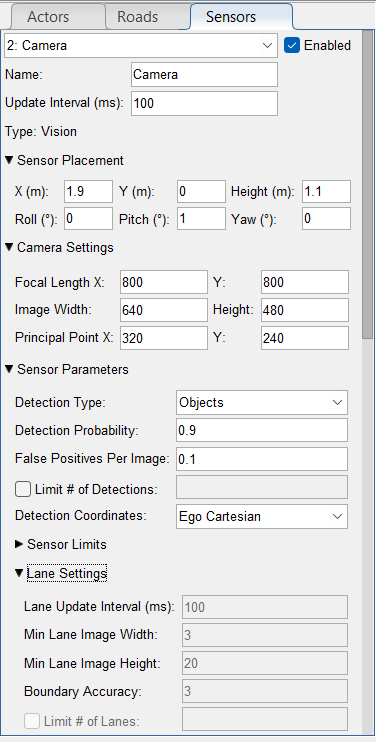 Actors Roads Sensors
2: Camera Enabled
Name: Camera
Update Interval (ms): 100
Type: Vision
Sensor Placement
X (m): 1.9 Y (m): 0 Height (m): 1.1
Roll (°): 0 Pitch (°): 1 Yaw (°): 0
Camera Settings
Focal Length X: 800 Y: 800
Image Width: 640 Height: 480
Principal Point X: 320 Y: 240
Sensor Parameters
Detection Type: Objects
Detection Probability: 0.9
False Positives Per Image: 0.1
Limit # of Detections:
Detection Coordinates: Ego Cartesian
Sensor Limits
Lane Settings
Lane Update Interval (ms): 100
Min Lane Image Width: 3
Min Lane Image Height: 20
Boundary Accuracy: 3
Limit # of Lanes: